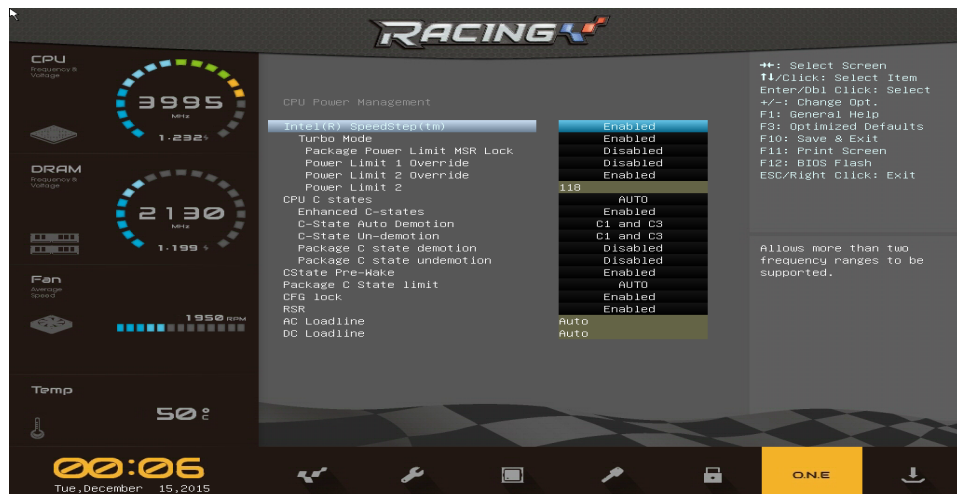 RACING
CPU
Frequency & Voltage
3995
MHz
1.232
DRAM
Frequency & Voltage
2130
MHz
1.199
Fan
Average Speed
1950 RPM
Temp
50 °C
00:06
Tue,December 15,2015
CPU Power Management
Intel(R) SpeedStep(tm) Enabled
Turbo Mode Enabled
Package Power Limit MSR Lock Disabled
Power Limit 1 Override Disabled
Power Limit 2 Override Enabled
Power Limit 2 118
CPU C states AUTO
Enhanced C-states Enabled
C-State Auto Demotion C1 and C3
C-State Un-demotion C1 and C3
Package C state demotion Disabled
Package C state undemotion Disabled
CState Pre-Wake Enabled
Package C State limit AUTO
CFG lock Enabled
RSR Enabled
AC Loadline Auto
DC Loadline Auto
→←: Select Screen
↑↓/Click: Select Item
Enter/Dbl Click: Select
+/-: Change Opt.
F1: General Help
F3: Optimized Defaults
F10: Save & Exit
F11: Print Screen
F12: BIOS Flash
ESC/Right Click: Exit
Allows more than two
frequency ranges to be
supported.
O.N.E